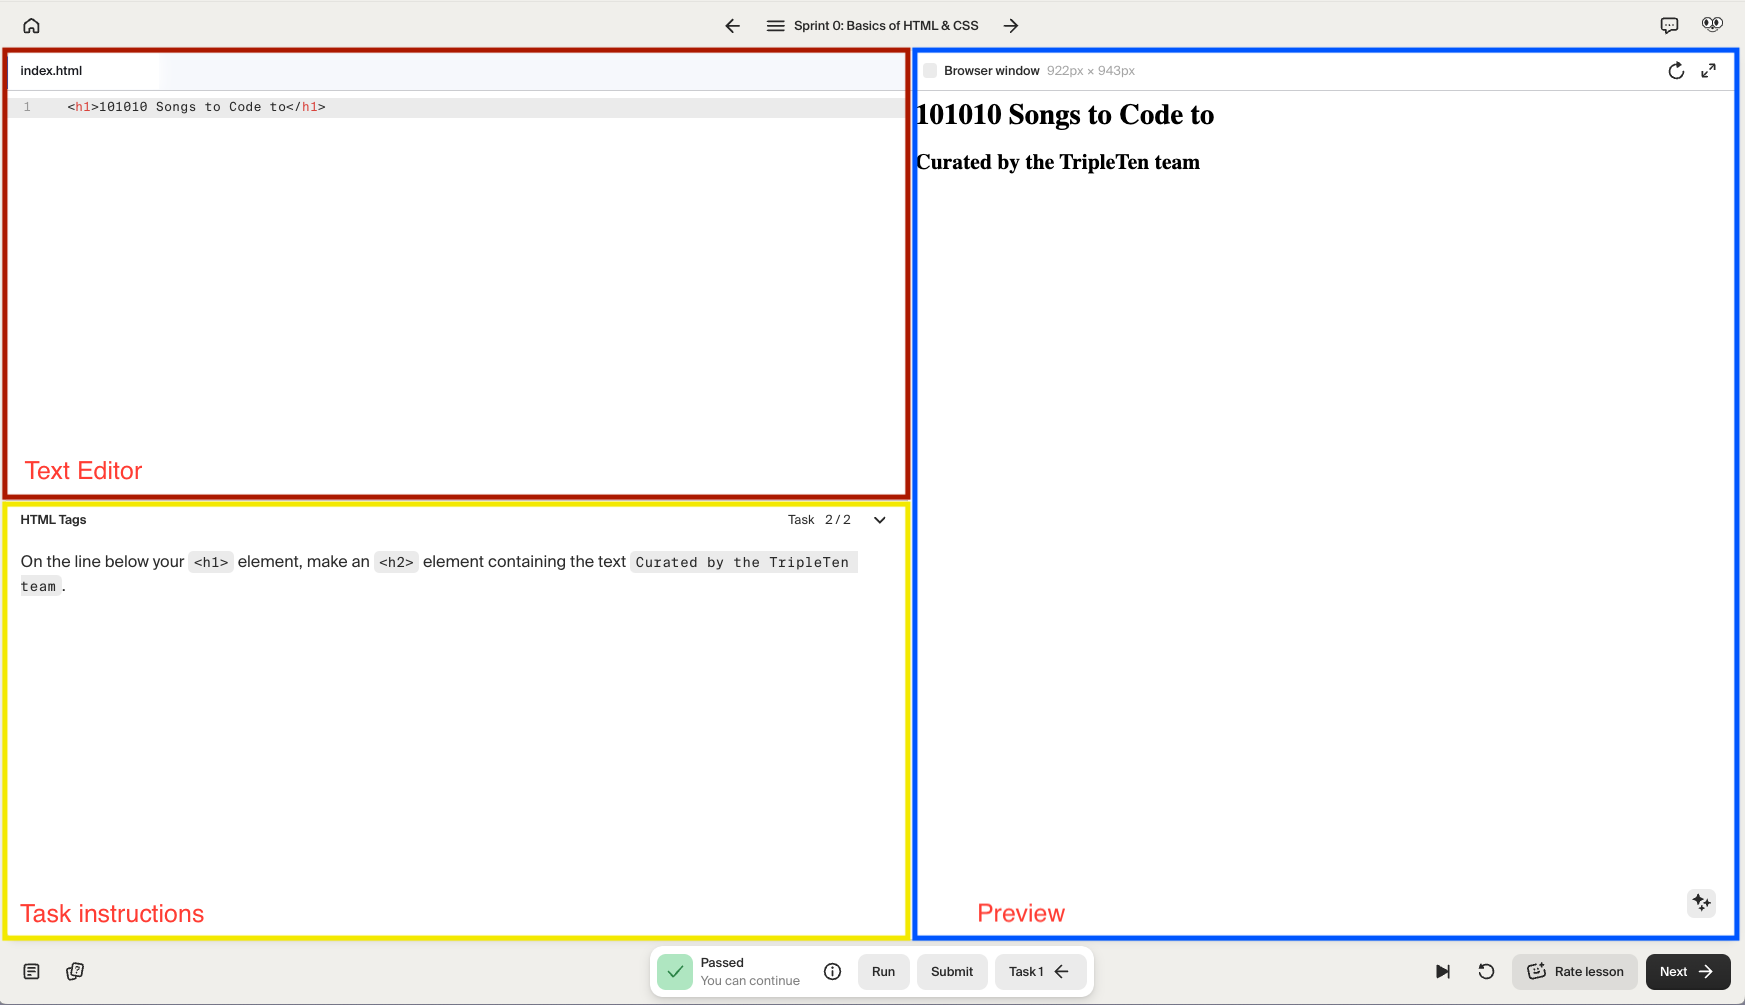 Sprint 0: Basics of HTML & CSS
index.html
1 <h1>101010 Songs to Code to</h1>
Text Editor
HTML Tags
Task 2 / 2
On the line below your <h1> element, make an <h2> element containing the text Curated by the TripleTen
team.
Task instructions
Browser window 922px × 943px
101010 Songs to Code to
Curated by the TripleTen team
Preview
Passed
You can continue
Run
Submit
Task 1
Rate lesson
Next